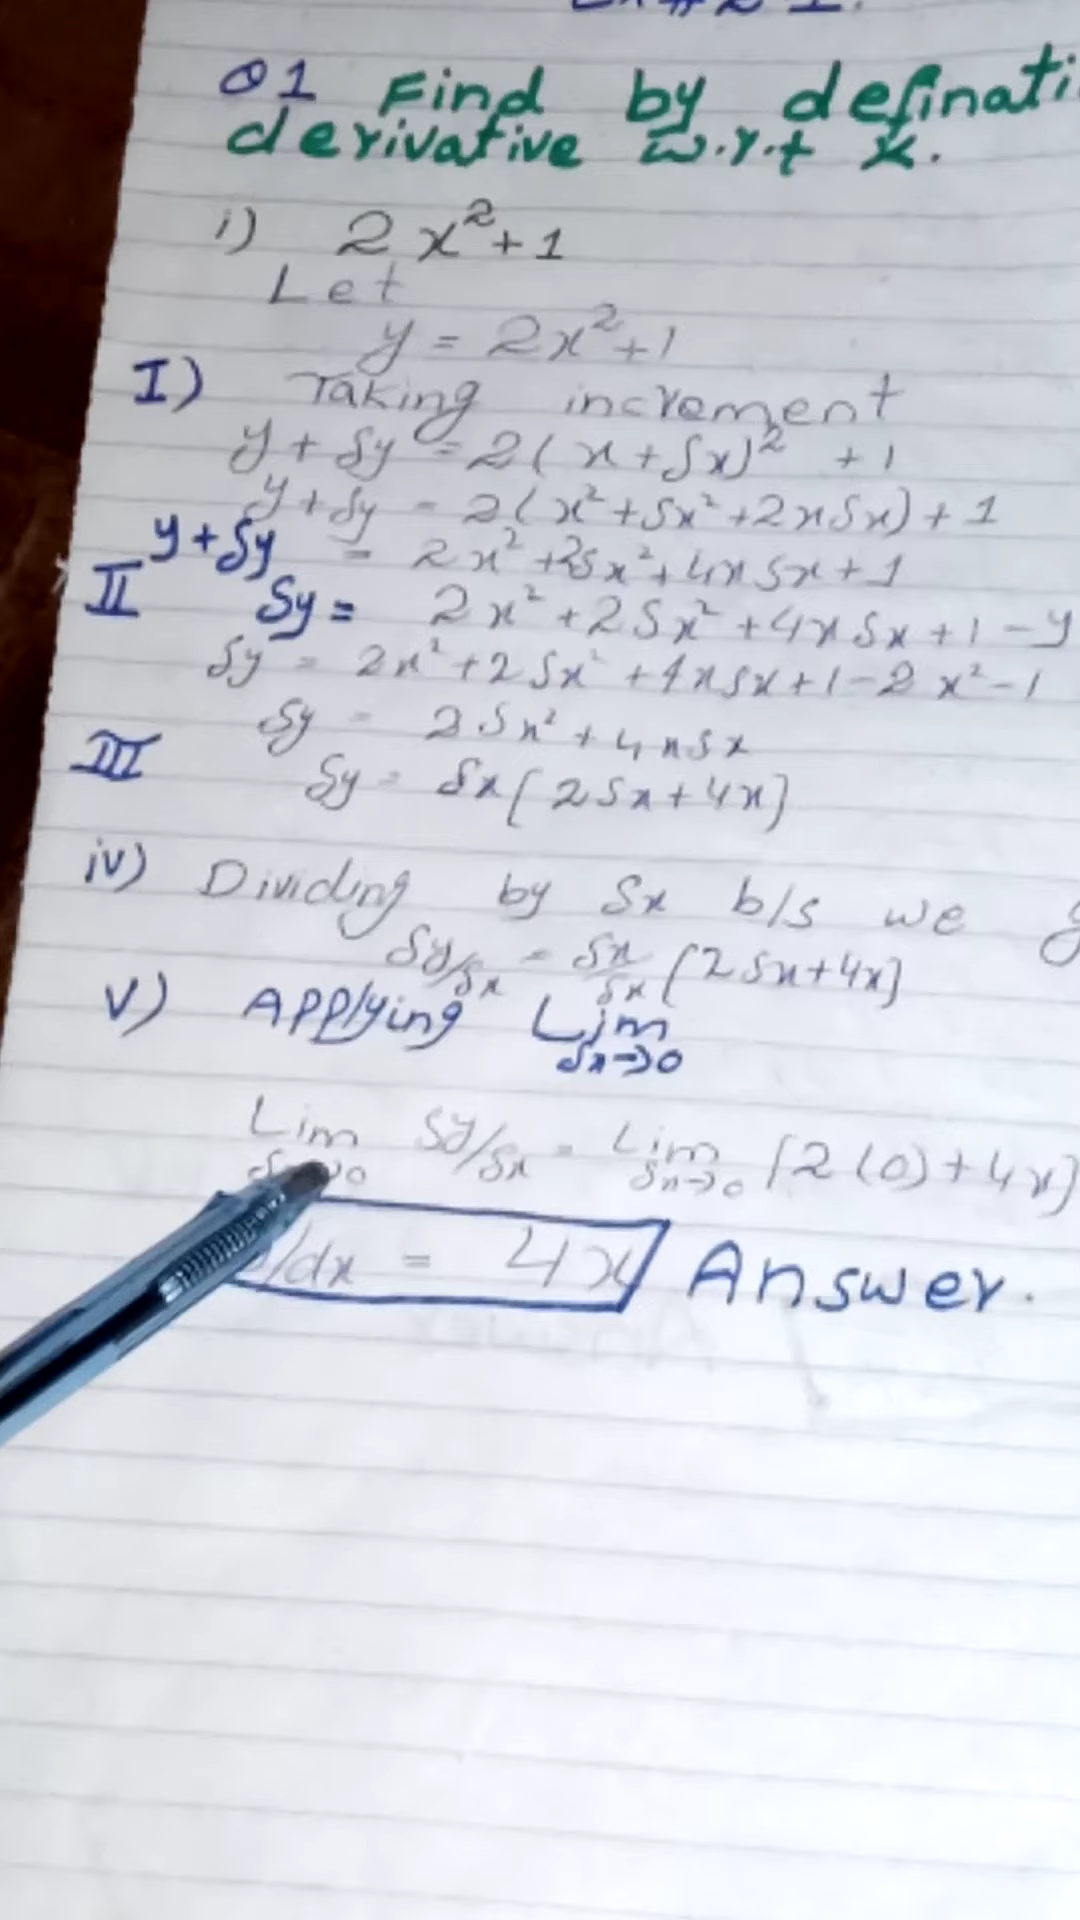 Q1 Find by definati
derivative w.r.t x.
i) 2x²+1
Let
y = 2x²+1
I) Taking increment
y+δy = 2(x+δx)² +1
y+δy = 2(x²+δx²+2xδx)+1
y+δy = 2x²+2δx²+4xδx+1
II δy = 2x²+2δx²+4xδx+1-y
δy = 2x²+2δx²+4xδx+1-2x²-1
δy = 2δx²+4xδx
III δy = δx[2δx+4x]
iv) Dividing by δx b/s we g
δy/δx = δx/δx [2δx+4x]
V) Applying Lim δx→0
Lim δx→0 δy/δx = Lim δx→0 [2(0)+4x]
/dx = 4x Answer.